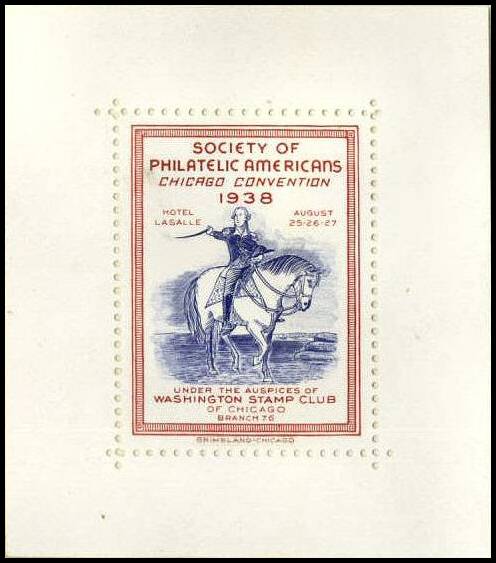 SOCIETY OF
PHILATELIC AMERICANS
CHICAGO CONVENTION
1938
HOTEL
LASALLE
AUGUST
25-26-27
UNDER THE AUSPICES OF
WASHINGTON STAMP CLUB
OF CHICAGO
BRANCH 76
GRIMSLAND-CHICAGO